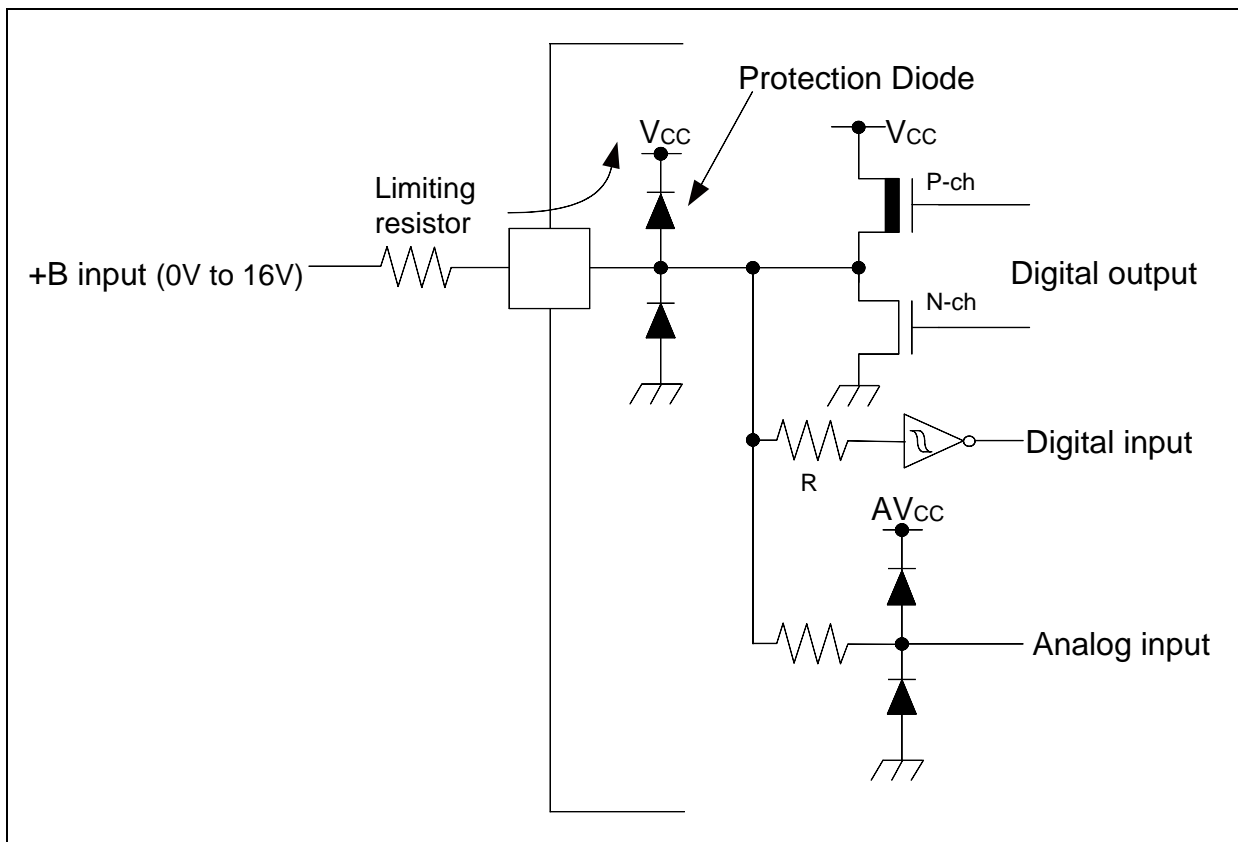 Protection Diode
VCC
VCC
Limiting
resistor
P-ch
+B input (0V to 16V)
Digital output
N-ch
Digital input
R
AVCC
Analog input